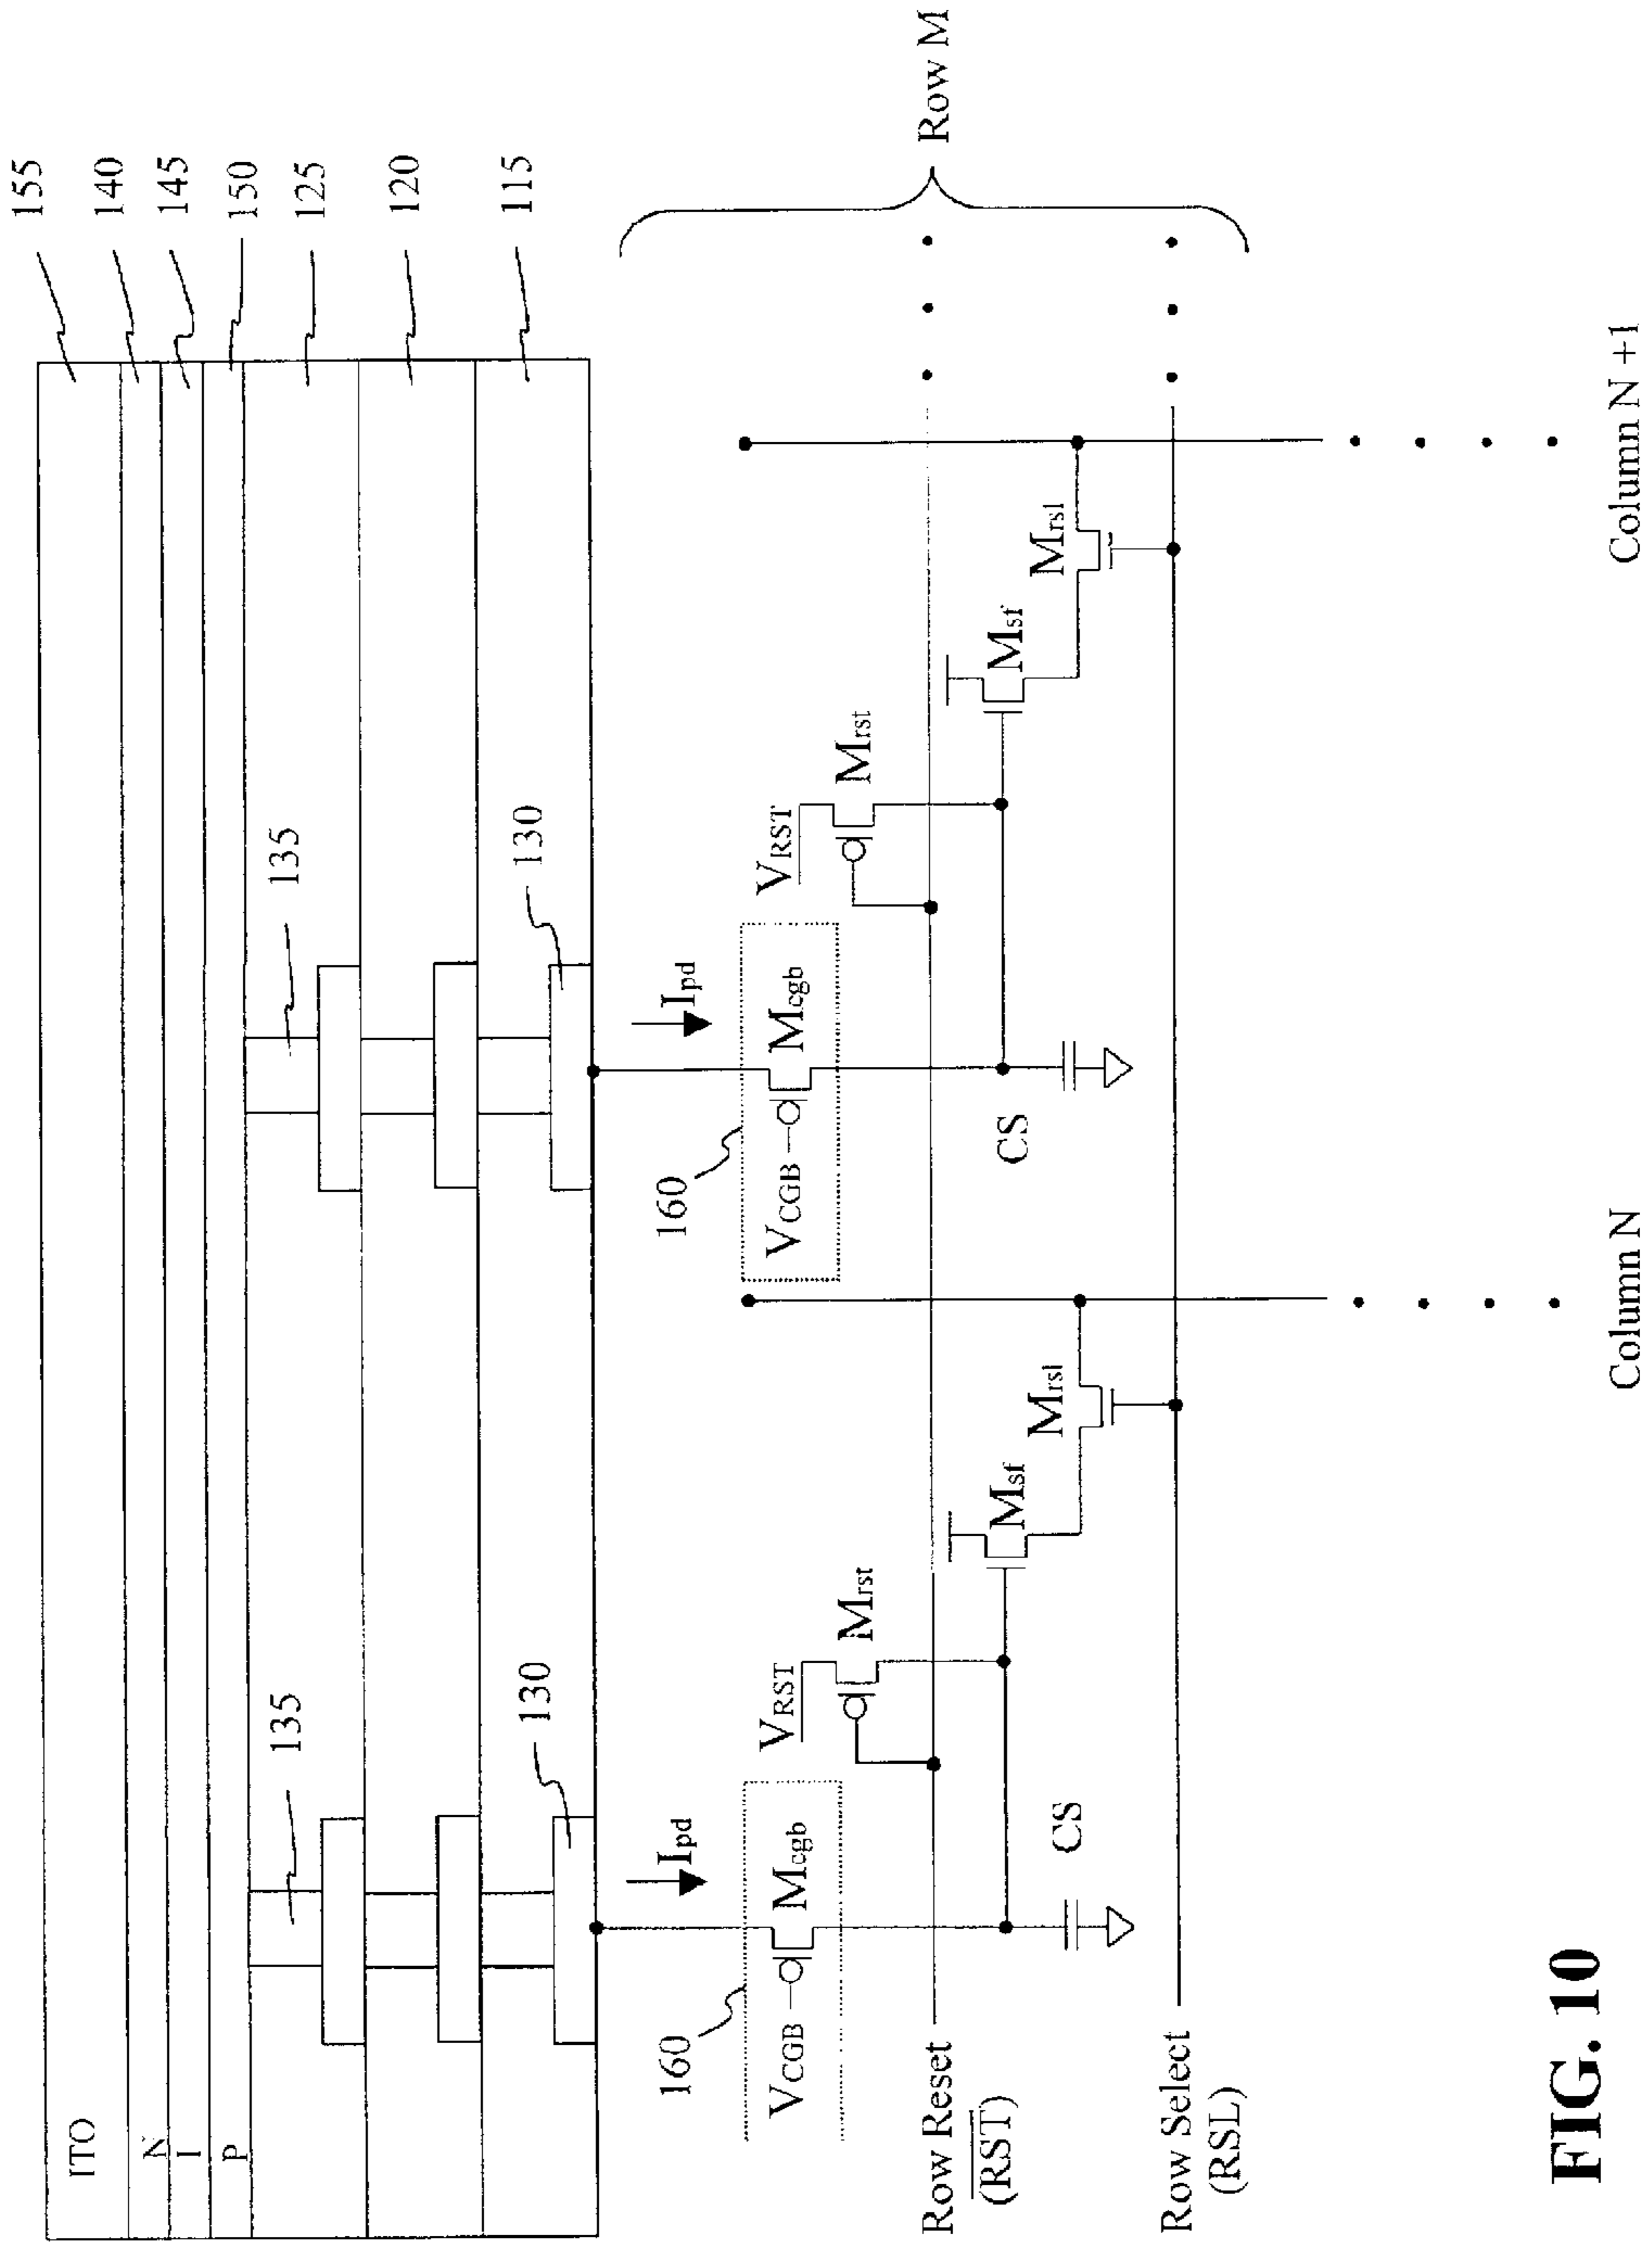 155
140
145
150
125
120
115
ITO
N
I
P
135
135
130
130
Ipd
Ipd
160
VCGB
Mcgb
VRST
Mrst
160
VCGB
Mcgb
VRST
Mrst
Row Reset
(RST)
Msf
Msf
CS
Mrsl
CS
Mrsl
Row Select
(RSL)
Row M
Column N
Column N +1
FIG. 10